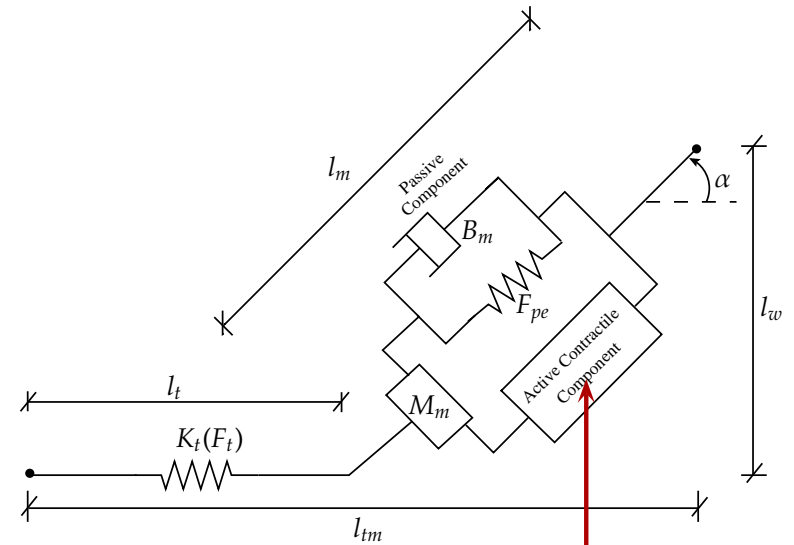 l_m
Passive
Component
B_m
α
F_pe
l_w
Active Contractile
Component
l_t
M_m
K_t(F_t)
l_tm